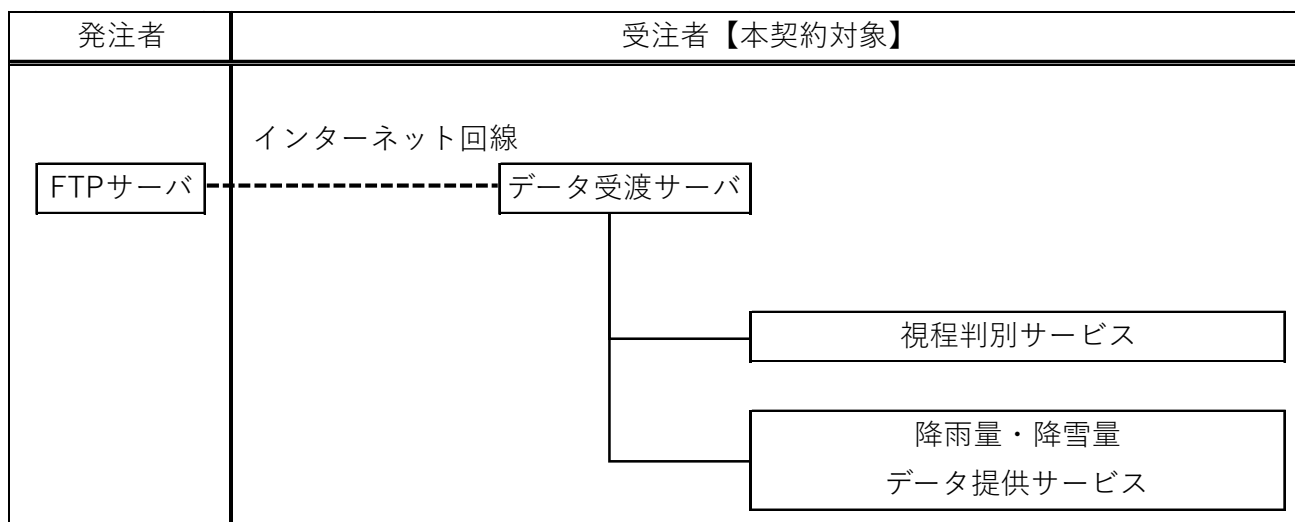 発注者
受注者【本契約対象】
インターネット回線
FTPサーバ
データ受渡サーバ
視程判別サービス
降雨量・降雪量
データ提供サービス